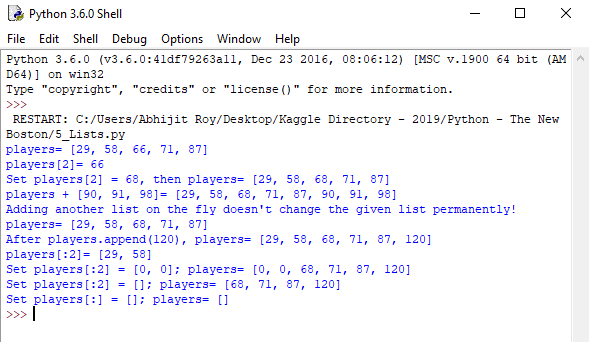 Python 3.6.0 Shell
File Edit Shell Debug Options Window Help
Python 3.6.0 (v3.6.0:41df79263a11, Dec 23 2016, 08:06:12) [MSC v.1900 64 bit (AM
D64)] on win32
Type "copyright", "credits" or "license()" for more information.
>>>
 RESTART: C:/Users/Abhijit Roy/Desktop/Kaggle Directory - 2019/Python - The New
Boston/5_Lists.py
players= [29, 58, 66, 71, 87]
players[2]= 66
Set players[2] = 68, then players= [29, 58, 68, 71, 87]
players + [90, 91, 98]= [29, 58, 68, 71, 87, 90, 91, 98]
Adding another list on the fly doesn't change the given list permanently!
players= [29, 58, 68, 71, 87]
After players.append(120), players= [29, 58, 68, 71, 87, 120]
players[:2]= [29, 58]
Set players[:2] = [0, 0]; players= [0, 0, 68, 71, 87, 120]
Set players[:2] = []; players= [68, 71, 87, 120]
Set players[:] = []; players= []
>>>